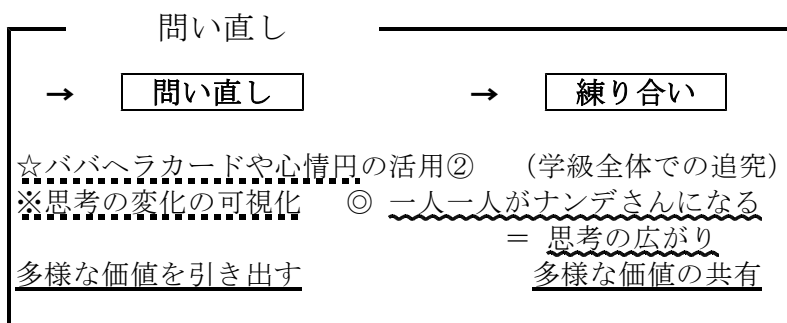 問い直し
→ 問い直し → 練り合い
☆ババヘラカードや心情円の活用② (学級全体での追究)
※思考の変化の可視化 ◎ 一人一人がナンデさんになる
= 思考の広がり
多様な価値を引き出す 多様な価値の共有